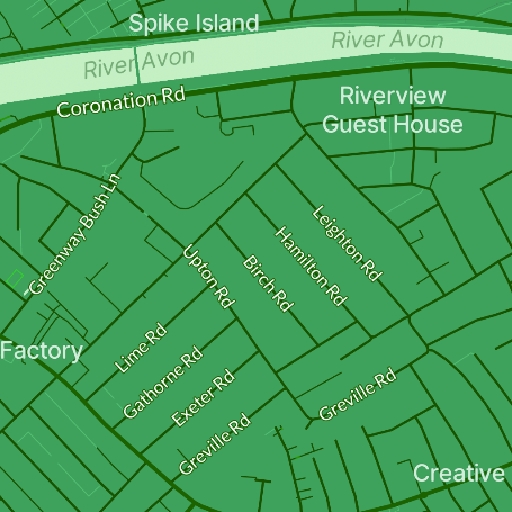 Spike Island
River Avon
River Avon
Coronation Rd
Riverview
Guest House
Greenway Bush Ln
Leighton Rd
Hamilton Rd
Birch Rd
Upton Rd
Lime Rd
Factory
Gathorne Rd
Exeter Rd
Greville Rd
Greville Rd
Creative